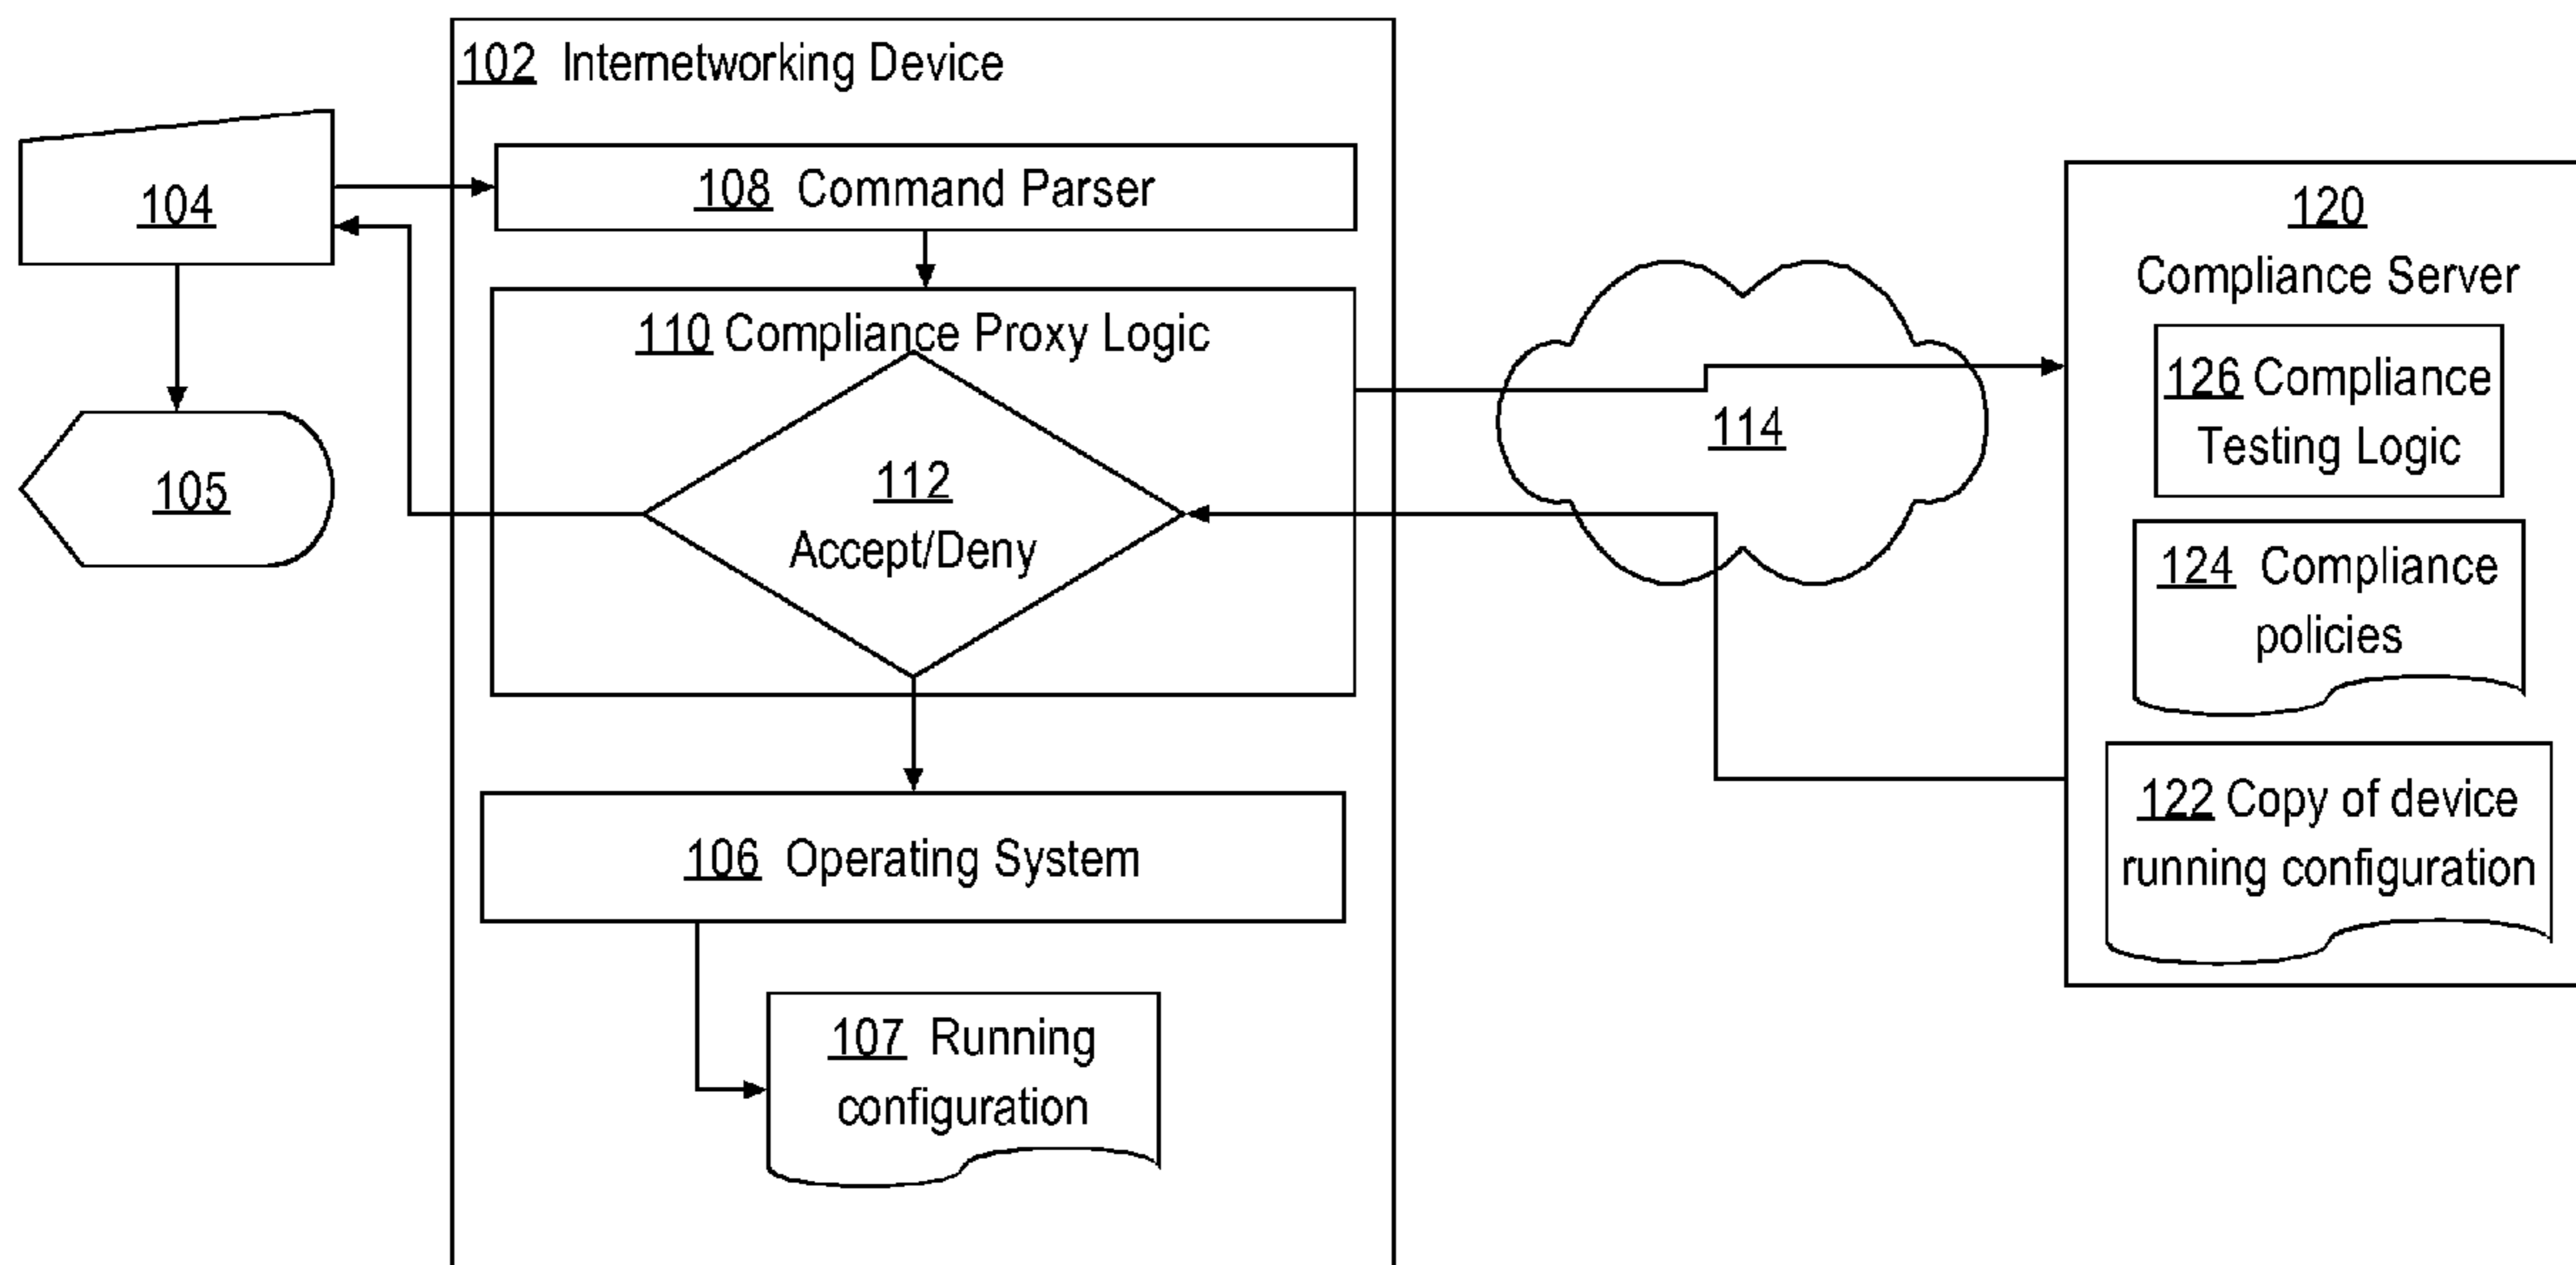 102 Internetworking Device
104
108 Command Parser
110 Compliance Proxy Logic
112
Accept/Deny
105
106 Operating System
107 Running
configuration
114
120
Compliance Server
126 Compliance
Testing Logic
124 Compliance
policies
122 Copy of device
running configuration